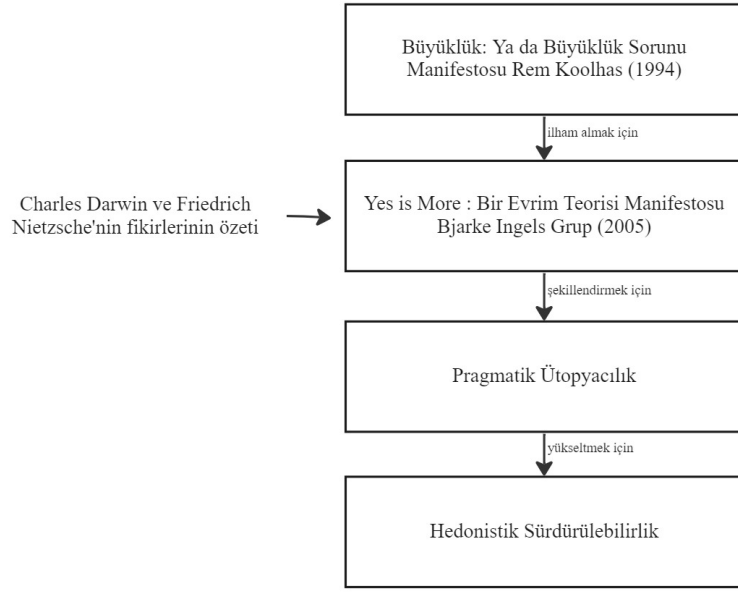 Büyüklük: Ya da Büyüklük Sorunu
Manifestosu Rem Koolhas (1994)
ilham almak için
Charles Darwin ve Friedrich
Nietzsche'nin fikirlerinin özeti
Yes is More : Bir Evrim Teorisi Manifestosu
Bjarke Ingels Grup (2005)
şekillendirmek için
Pragmatik Ütopyacılık
yükseltmek için
Hedonistik Sürdürülebilirlik